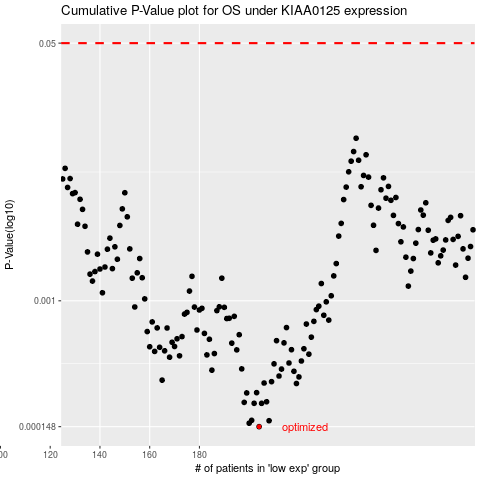 Cumulative P-Value plot for OS under KIAA0125 expression
0.05
P-Value(log10)
0.001
0.000148
optimized
00
120
140
160
180
# of patients in 'low exp' group